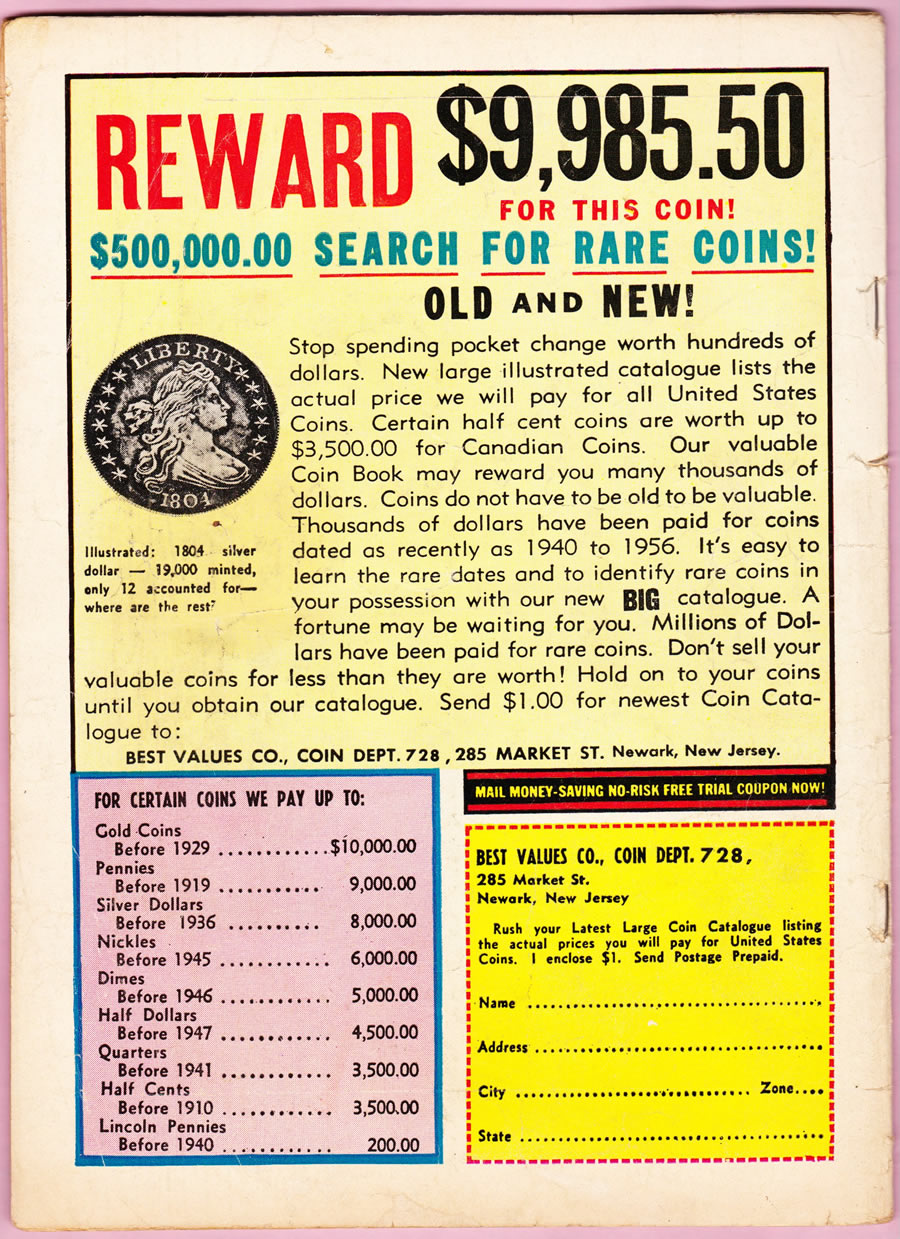 REWARD $9,985.50
FOR THIS COIN!
$500,000.00 SEARCH FOR RARE COINS!
OLD AND NEW!
LIBERTY
1804
Illustrated: 1804 silver
dollar — 19,000 minted,
only 12 accounted for—
where are the rest?
Stop spending pocket change worth hundreds of
dollars. New large illustrated catalogue lists the
actual price we will pay for all United States
Coins. Certain half cent coins are worth up to
$3,500.00 for Canadian Coins. Our valuable
Coin Book may reward you many thousands of
dollars. Coins do not have to be old to be valuable.
Thousands of dollars have been paid for coins
dated as recently as 1940 to 1956. It's easy to
learn the rare dates and to identify rare coins in
your possession with our new BIG catalogue. A
fortune may be waiting for you. Millions of Dol-
lars have been paid for rare coins. Don't sell your
valuable coins for less than they are worth! Hold on to your coins
until you obtain our catalogue. Send $1.00 for newest Coin Cata-
logue to:
BEST VALUES CO., COIN DEPT. 728, 285 MARKET ST. Newark, New Jersey.
FOR CERTAIN COINS WE PAY UP TO:
Gold Coins
Before 1929 ............$10,000.00
Pennies
Before 1919 ........... 9,000.00
Silver Dollars
Before 1936 .......... 8,000.00
Nickles
Before 1945 ............ 6,000.00
Dimes
Before 1946 ............ 5,000.00
Half Dollars
Before 1947 ............ 4,500.00
Quarters
Before 1941 ............ 3,500.00
Half Cents
Before 1910 ............ 3,500.00
Lincoln Pennies
Before 1940 ............ 200.00
MAIL MONEY-SAVING NO-RISK FREE TRIAL COUPON NOW!
BEST VALUES CO., COIN DEPT. 728,
285 Market St.
Newark, New Jersey
Rush your Latest Large Coin Catalogue listing
the actual prices you will pay for United States
Coins. I enclose $1. Send Postage Prepaid.
Name ........................................
Address ........................................
City ................................ Zone....
State ........................................